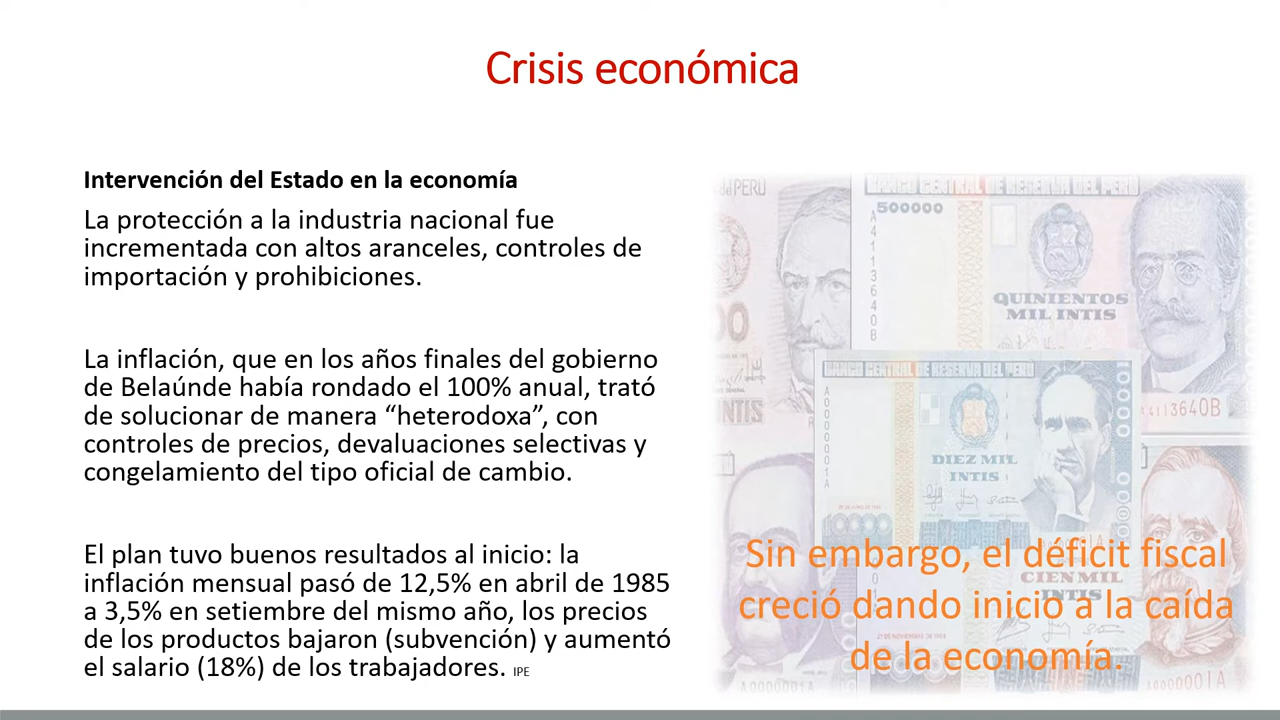 Crisis económica
Intervención del Estado en la economía
La protección a la industria nacional fue
incrementada con altos aranceles, controles de
importación y prohibiciones.
La inflación, que en los años finales del gobierno
de Belaúnde había rondado el 100% anual, trató
de solucionar de manera “heterodoxa”, con
controles de precios, devaluaciones selectivas y
congelamiento del tipo oficial de cambio.
El plan tuvo buenos resultados al inicio: la
inflación mensual pasó de 12,5% en abril de 1985
a 3,5% en setiembre del mismo año, los precios
de los productos bajaron (subvención) y aumentó
el salario (18%) de los trabajadores. IPE
BANCO CENTRAL DE RESERVA DEL PERÚ
500000
QUINIENTOS
MIL INTIS
A4113640B
BANCO CENTRAL DE RESERVA DEL PERÚ
DIEZ MIL
INTIS
CIEN MIL
INTIS
Sin embargo, el déficit fiscal
creció dando inicio a la caída
de la economía.